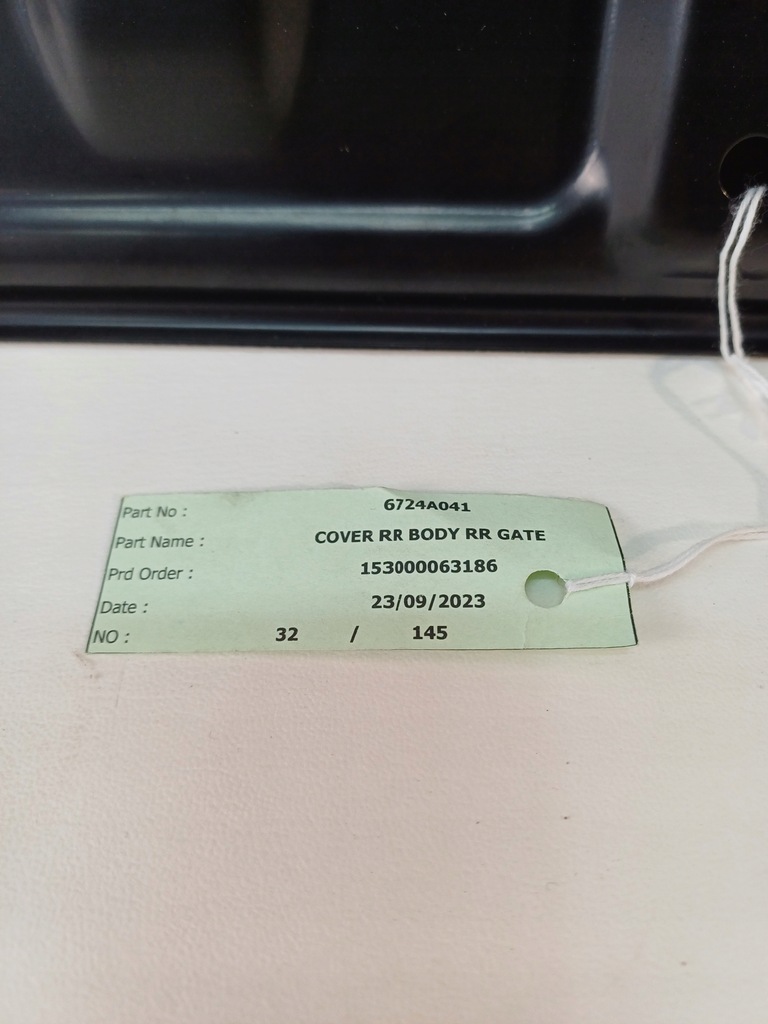 Part No : 6724A041
Part Name : COVER RR BODY RR GATE
Prd Order : 153000063186
Date : 23/09/2023
NO : 32 / 145